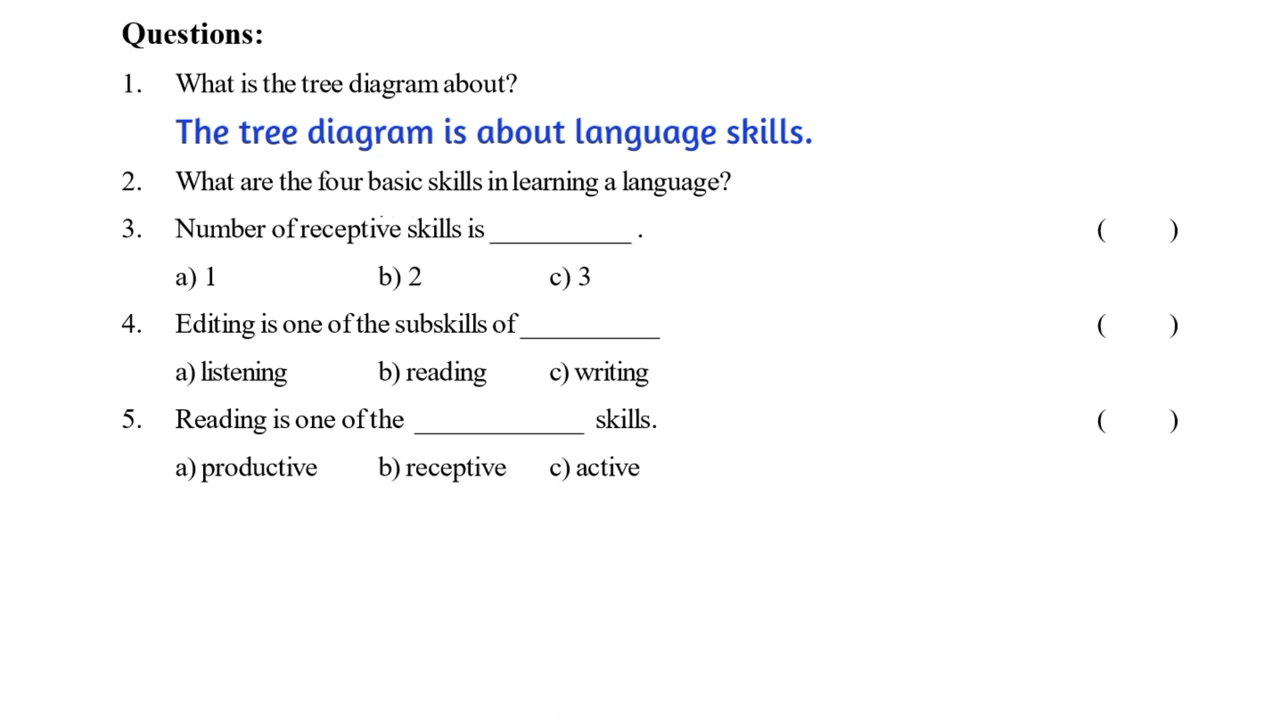 Questions:
1. What is the tree diagram about?
The tree diagram is about language skills.
2. What are the four basic skills in learning a language?
3. Number of receptive skills is __________ . ( )
a) 1 b) 2 c) 3
4. Editing is one of the subskills of __________ ( )
a) listening b) reading c) writing
5. Reading is one of the ____________ skills. ( )
a) productive b) receptive c) active